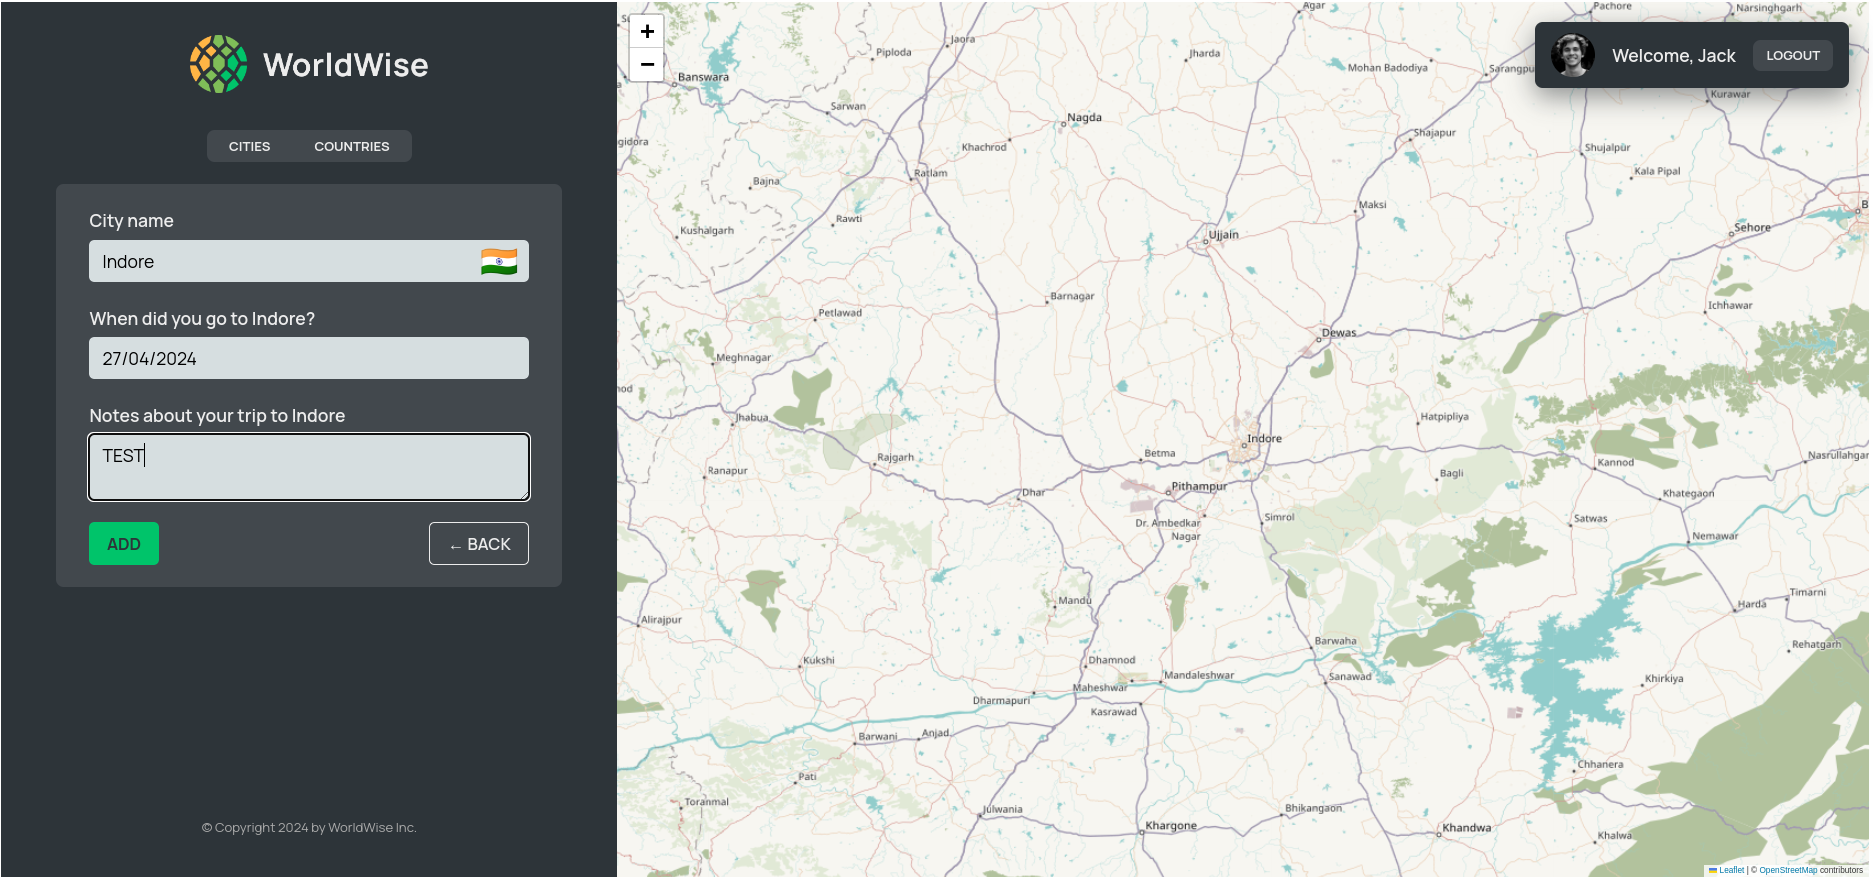 WorldWise
CITIES
COUNTRIES
City name
Indore
When did you go to Indore?
27/04/2024
Notes about your trip to Indore
TEST
ADD
← BACK
© Copyright 2024 by WorldWise Inc.
+
−
Welcome, Jack
LOGOUT
Agar
Pachore
Narsinghgarh
Jaora
Piploda
Jharda
Mohan Badodiya
Sarangpu
Banswara
Kurawar
Sarwan
Nagda
Shajapur
gidora
Khachrod
Shujalpur
Ratlam
Kala Pipal
Bajna
Maksi
Rawti
Kushalgarh
Ujjain
Sehore
Barnagar
Petlawad
Ichhawar
Dewas
Meghnagar
Jhabua
Hatpipliya
Indore
Betma
Rajgarh
Ranapur
Bagli
Kannod
Nasrullahgan
Pithampur
Dhar
Khategaon
Dr. Ambedkar
Nagar
Simrol
Satwas
Nemawar
Mandu
Timarni
Harda
Alirajpur
Barwaha
Rehatgarh
Kukshi
Dhamnod
Mandaleshwar
Sanawad
Khirkiya
Maheshwar
Dharmapuri
Kasrawad
Barwani
Anjad
Chhanera
Pati
Toranmal
Julwania
Bhikangaon
Khargone
Khandwa
Khalwa
Leaflet | © OpenStreetMap contributors